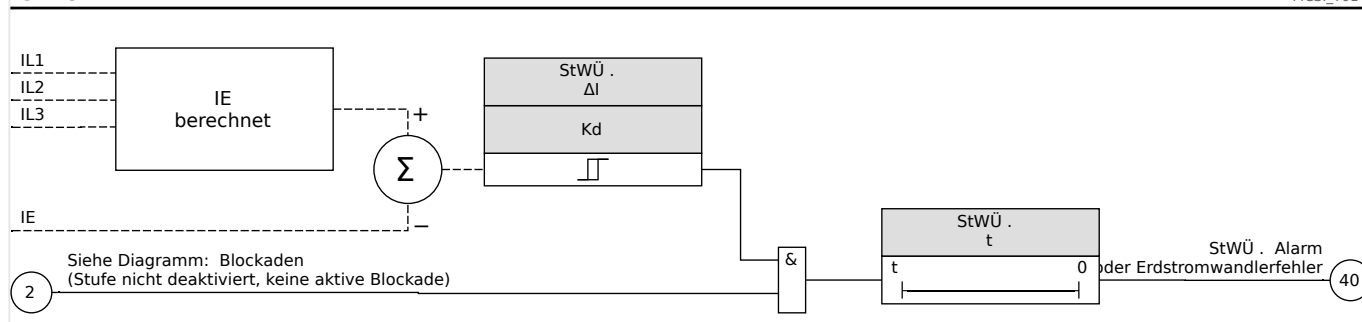 IL1
IL2
IL3
IE
berechnet
+
Σ
−
IE
StWÜ .
ΔI
Kd
Siehe Diagramm: Blockaden
(Stufe nicht deaktiviert, keine aktive Blockade)
2
&
StWÜ .
t
t 0
StWÜ . Alarm
oder Erdstromwandlerfehler
40